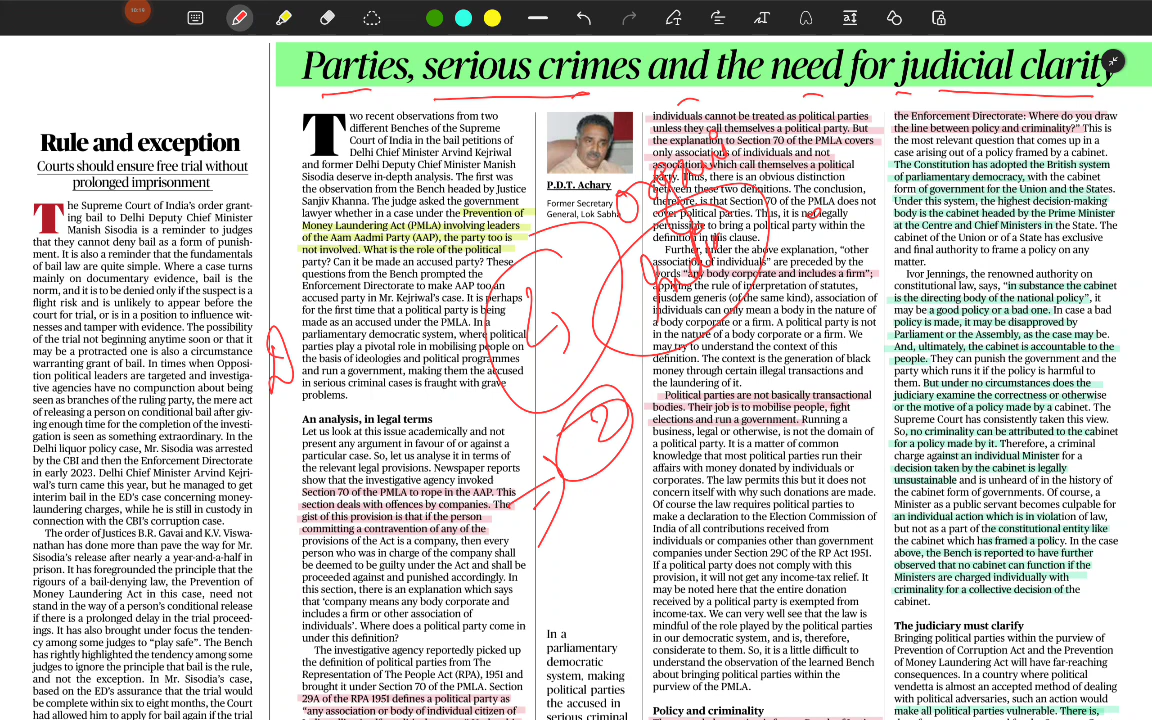 10:19
Parties, serious crimes and the need for judicial clarity
Rule and exception
Courts should ensure free trial without
prolonged imprisonment
The Supreme Court of India's order grant-
ing bail to Delhi Deputy Chief Minister
Manish Sisodia is a reminder to judges
that they cannot deny bail as a form of punish-
ment. It is also a reminder that the fundamentals
of bail law are quite simple. Where a case turns
mainly on documentary evidence, bail is the
norm, and it is to be denied only if the suspect is a
flight risk and is unlikely to appear before the
court for trial, or is in a position to influence wit-
nesses and tamper with evidence. The possibility
of the trial not beginning anytime soon or that it
may be a protracted one is also a circumstance
warranting grant of bail. In times when Opposi-
tion political leaders are targeted and investiga-
tive agencies have no compunction about being
seen as branches of the ruling party, the mere act
of releasing a person on conditional bail after giv-
ing enough time for the completion of the investi-
gation is seen as something extraordinary. In the
Delhi liquor policy case, Mr. Sisodia was arrested
by the CBI and then the Enforcement Directorate
in early 2023. Delhi Chief Minister Arvind Kejri-
wal's turn came this year, but he managed to get
interim bail in the ED's case concerning money-
laundering charges, while he is still in custody in
connection with the CBI's corruption case.
The order of Justices B.R. Gavai and K.V. Viswa-
nathan has done more than pave the way for Mr.
Sisodia's release after nearly a year-and-a-half in
prison. It has foregrounded the principle that the
rigours of a bail-denying law, the Prevention of
Money Laundering Act in this case, need not
stand in the way of a person's conditional release
if there is a prolonged delay in the trial proceed-
ings. It has also brought under focus the tenden-
cy among some judges to "play safe". The Bench
has rightly highlighted the tendency among some
judges to ignore the principle that bail is the rule,
and not the exception. In Mr. Sisodia's case,
based on the ED's assurance that the trial would
be complete within six to eight months, the Court
had allowed him to apply for bail again if the trial
Two recent observations from two
different Benches of the Supreme
Court of India in the bail petitions of
Delhi Chief Minister Arvind Kejriwal
and former Delhi Deputy Chief Minister Manish
Sisodia deserve in-depth analysis. The first was
the observation from the Bench headed by Justice
Sanjiv Khanna. The judge asked the government
lawyer whether in a case under the Prevention of
Money Laundering Act (PMLA) involving leaders
of the Aam Aadmi Party (AAP), the party too is
not involved. What is the role of the political
party? Can it be made an accused party? These
questions from the Bench prompted the
Enforcement Directorate to make AAP too an
accused party in Mr. Kejriwal's case. It is perhaps
for the first time that a political party is being
made as an accused under the PMLA. In a
parliamentary democratic system, where political
parties play a pivotal role in mobilising people on
the basis of ideologies and political programmes
and run a government, making them the accused
in serious criminal cases is fraught with grave
problems.
An analysis, in legal terms
Let us look at this issue academically and not
present any argument in favour of or against a
particular case. So, let us analyse it in terms of
the relevant legal provisions. Newspaper reports
show that the investigative agency invoked
Section 70 of the PMLA to rope in the AAP. This
section deals with offences by companies. The
gist of this provision is that if the person
committing a contravention of any of the
provisions of the Act is a company, then every
person who was in charge of the company shall
be deemed to be guilty under the Act and shall be
proceeded against and punished accordingly. In
this section, there is an explanation which says
that 'company means any body corporate and
includes a firm or other association of
individuals'. Where does a political party come in
under this definition?
The investigative agency reportedly picked up
the definition of political parties from The
Representation of The People Act (RPA), 1951 and
brought it under Section 70 of the PMLA. Section
29A of the RPA 1951 defines a political party as
"any association or body of individual citizen of
P.D.T. Achary
Former Secretary
General, Lok Sabha
In a
parliamentary
democratic
system, making
political parties
the accused in
serious criminal
individuals cannot be treated as political parties
unless they call themselves a political party. But
the explanation to Section 70 of the PMLA covers
only associations of individuals and not
associations which call themselves a political
party. Thus, there is an obvious distinction
between these two definitions. The conclusion,
therefore, is that Section 70 of the PMLA does not
cover political parties. Thus, it is not legally
permissible to bring a political party within the
definition in this clause.
Further, under the above explanation, "other
association of individuals" are preceded by the
words "any body corporate and includes a firm";
applying the rule of interpretation of statutes,
ejusdem generis (of the same kind), association of
individuals can only mean a body in the nature of
a body corporate or a firm. A political party is not
in the nature of a body corporate or a firm. We
may try to understand the context of this
definition. The context is the generation of black
money through certain illegal transactions and
the laundering of it.
Political parties are not basically transactional
bodies. Their job is to mobilise people, fight
elections and run a government. Running a
business, legal or otherwise, is not the domain of
a political party. It is a matter of common
knowledge that most political parties run their
affairs with money donated by individuals or
corporates. The law permits this but it does not
concern itself with why such donations are made.
Of course the law requires political parties to
make a declaration to the Election Commission
of India of all contributions received from
individuals or companies other than government
companies under Section 29C of the RP Act 1951.
If a political party does not comply with this
provision, it will not get any income-tax relief. It
may be noted here that the entire donation
received by a political party is exempted from
income-tax. We can very well see that the law is
mindful of the role played by the political parties
in our democratic system, and is, therefore,
considerate to them. So, it is a little difficult to
understand the observation of the learned Bench
about bringing political parties within the
purview of the PMLA.
Policy and criminality
the Enforcement Directorate: Where do you draw
the line between policy and criminality?" This is
the most relevant question that comes up in a
case arising out of a policy framed by a cabinet.
The Constitution has adopted the British system
of parliamentary democracy, with the cabinet
form of government for the Union and the States.
Under this system, the highest decision-making
body is the cabinet headed by the Prime Minister
at the Centre and Chief Ministers in the State. The
cabinet of the Union or of a State has exclusive
and final authority to frame a policy on any
matter.
Ivor Jennings, the renowned authority on
constitutional law, says, "in substance the cabinet
is the directing body of the national policy", it
may be a good policy or a bad one. In case a bad
policy is made, it may be disapproved by
Parliament or the Assembly, as the case may be.
And, ultimately, the cabinet is accountable to the
people. They can punish the government and the
party which runs it if the policy is harmful to
them. But under no circumstances does the
judiciary examine the correctness or otherwise
or the motive of a policy made by a cabinet. The
Supreme Court has consistently taken this view.
So, no criminality can be attributed to the cabinet
for a policy made by it. Therefore, a criminal
charge against an individual Minister for a
decision taken by the cabinet is legally
unsustainable and is unheard of in the history of
the cabinet form of governments. Of course, a
Minister as a public servant becomes culpable for
an individual action which is in violation of law,
but not as a part of the constitutional entity like
the cabinet which has framed a policy. In the case
above, the Bench is reported to have further
observed that no cabinet can function if the
Ministers are charged individually with
criminality for a collective decision of the
cabinet.
The judiciary must clarify
Bringing political parties within the purview of
Prevention of Corruption Act and the Prevention
of Money Laundering Act will have far-reaching
consequences. In a country where political
vendetta is almost an accepted method of dealing
with political adversaries, such an action would
make all political parties vulnerable. There is,